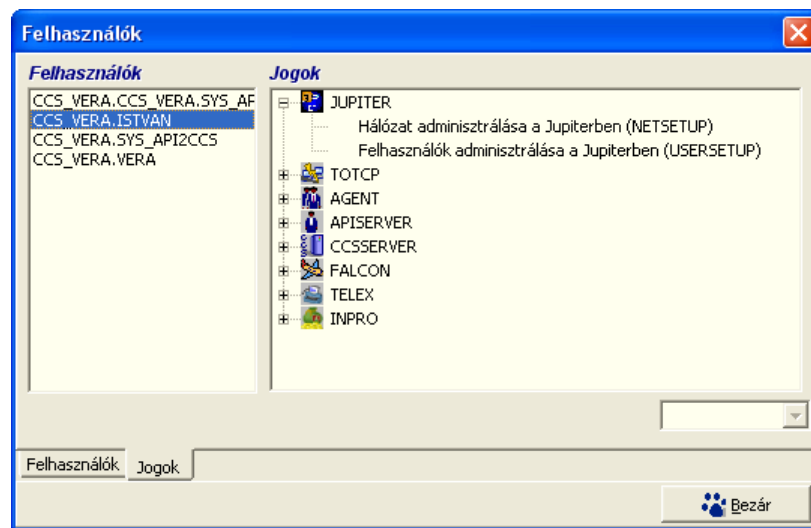 Felhasználók
Felhasználók
Jogok
CCS_VERA.CCS_VERA.SYS_AF
CCS_VERA.ISTVAN
CCS_VERA.SYS_API2CCS
CCS_VERA.VERA
JUPITER
Hálózat adminisztrálása a Jupiterben (NETSETUP)
Felhasználók adminisztrálása a Jupiterben (USERSETUP)
TOTCP
AGENT
APISERVER
CCSSERVER
FALCON
TELEX
INPRO
Felhasználók
Jogok
Bezár